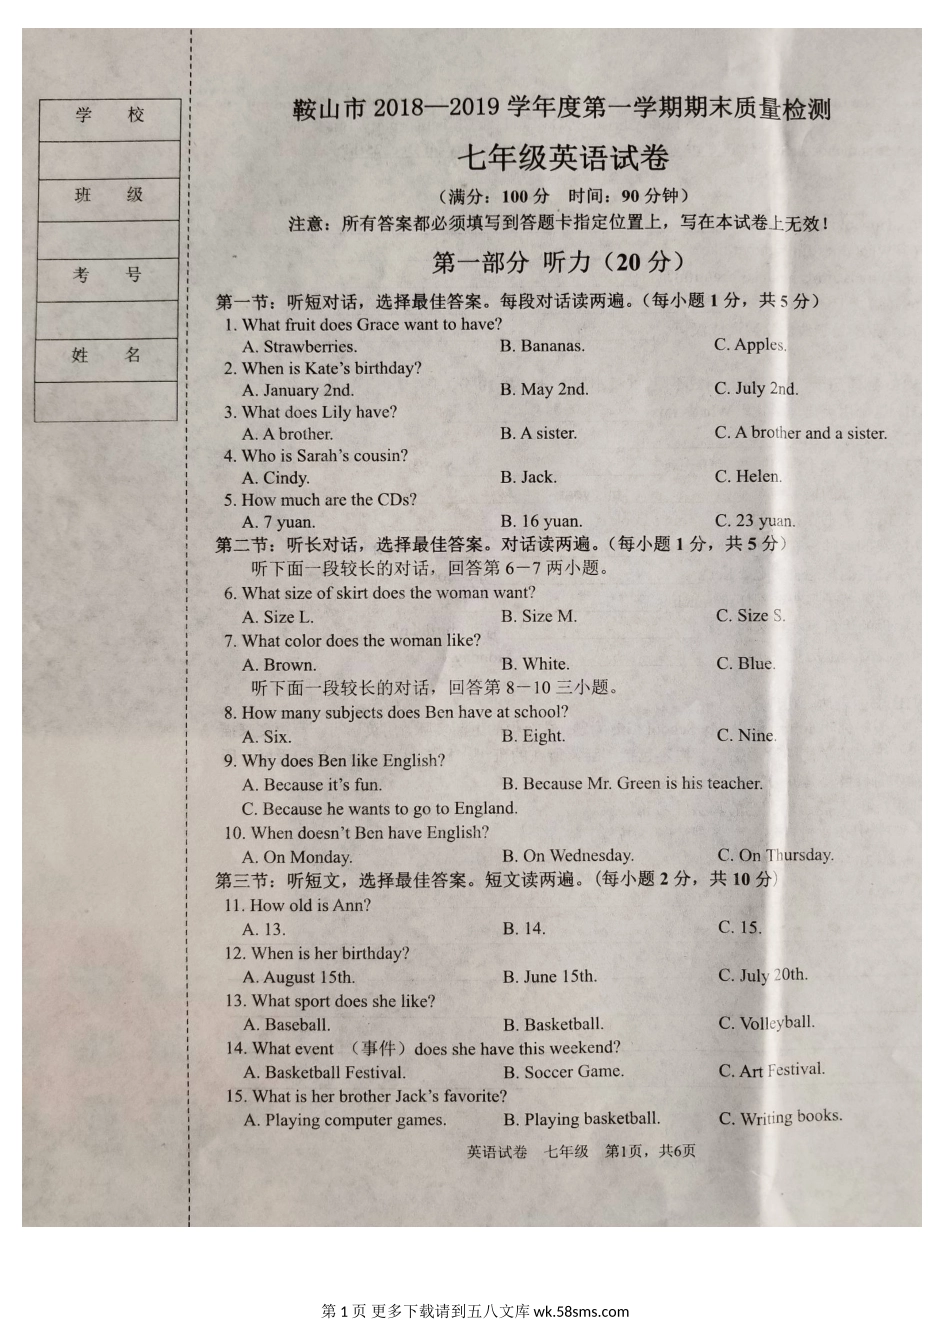 学 校
班 级
考 号
姓 名
鞍山市 2018—2019 学年度第一学期期末质量检测
七年级英语试卷
（满分：100 分 时间：90 分钟）
注意：所有答案都必须填写到答题卡指定位置上，写在本试卷上无效！
第一部分 听力（20 分）
第一节：听短对话，选择最佳答案。每段对话读两遍。（每小题 1 分，共 5 分）
1. What fruit does Grace want to have?
A. Strawberries. B. Bananas. C. Apples.
2. When is Kate's birthday?
A. January 2nd. B. May 2nd. C. July 2nd.
3. What does Lily have?
A. A brother. B. A sister. C. A brother and a sister.
4. Who is Sarah's cousin?
A. Cindy. B. Jack. C. Helen.
5. How much are the CDs?
A. 7 yuan. B. 16 yuan. C. 23 yuan.
第二节：听长对话，选择最佳答案。对话读两遍。（每小题 1 分，共 5 分）
听下面一段较长的对话，回答第 6－7 两小题。
6. What size of skirt does the woman want?
A. Size L. B. Size M. C. Size S.
7. What color does the woman like?
A. Brown. B. White. C. Blue.
听下面一段较长的对话，回答第 8－10 三小题。
8. How many subjects does Ben have at school?
A. Six. B. Eight. C. Nine.
9. Why does Ben like English?
A. Because it's fun. B. Because Mr. Green is his teacher.
C. Because he wants to go to England.
10. When doesn't Ben have English?
A. On Monday. B. On Wednesday. C. On Thursday.
第三节：听短文，选择最佳答案。短文读两遍。（每小题 2 分，共 10 分）
11. How old is Ann?
A. 13. B. 14. C. 15.
12. When is her birthday?
A. August 15th. B. June 15th. C. July 20th.
13. What sport does she like?
A. Baseball. B. Basketball. C. Volleyball.
14. What event （事件）does she have this weekend?
A. Basketball Festival. B. Soccer Game. C. Art Festival.
15. What is her brother Jack's favorite?
A. Playing computer games. B. Playing basketball. C. Writing books.
英语试卷 七年级 第1页，共6页
第 1 页 更多下载请到五八文库 wk.58sms.com